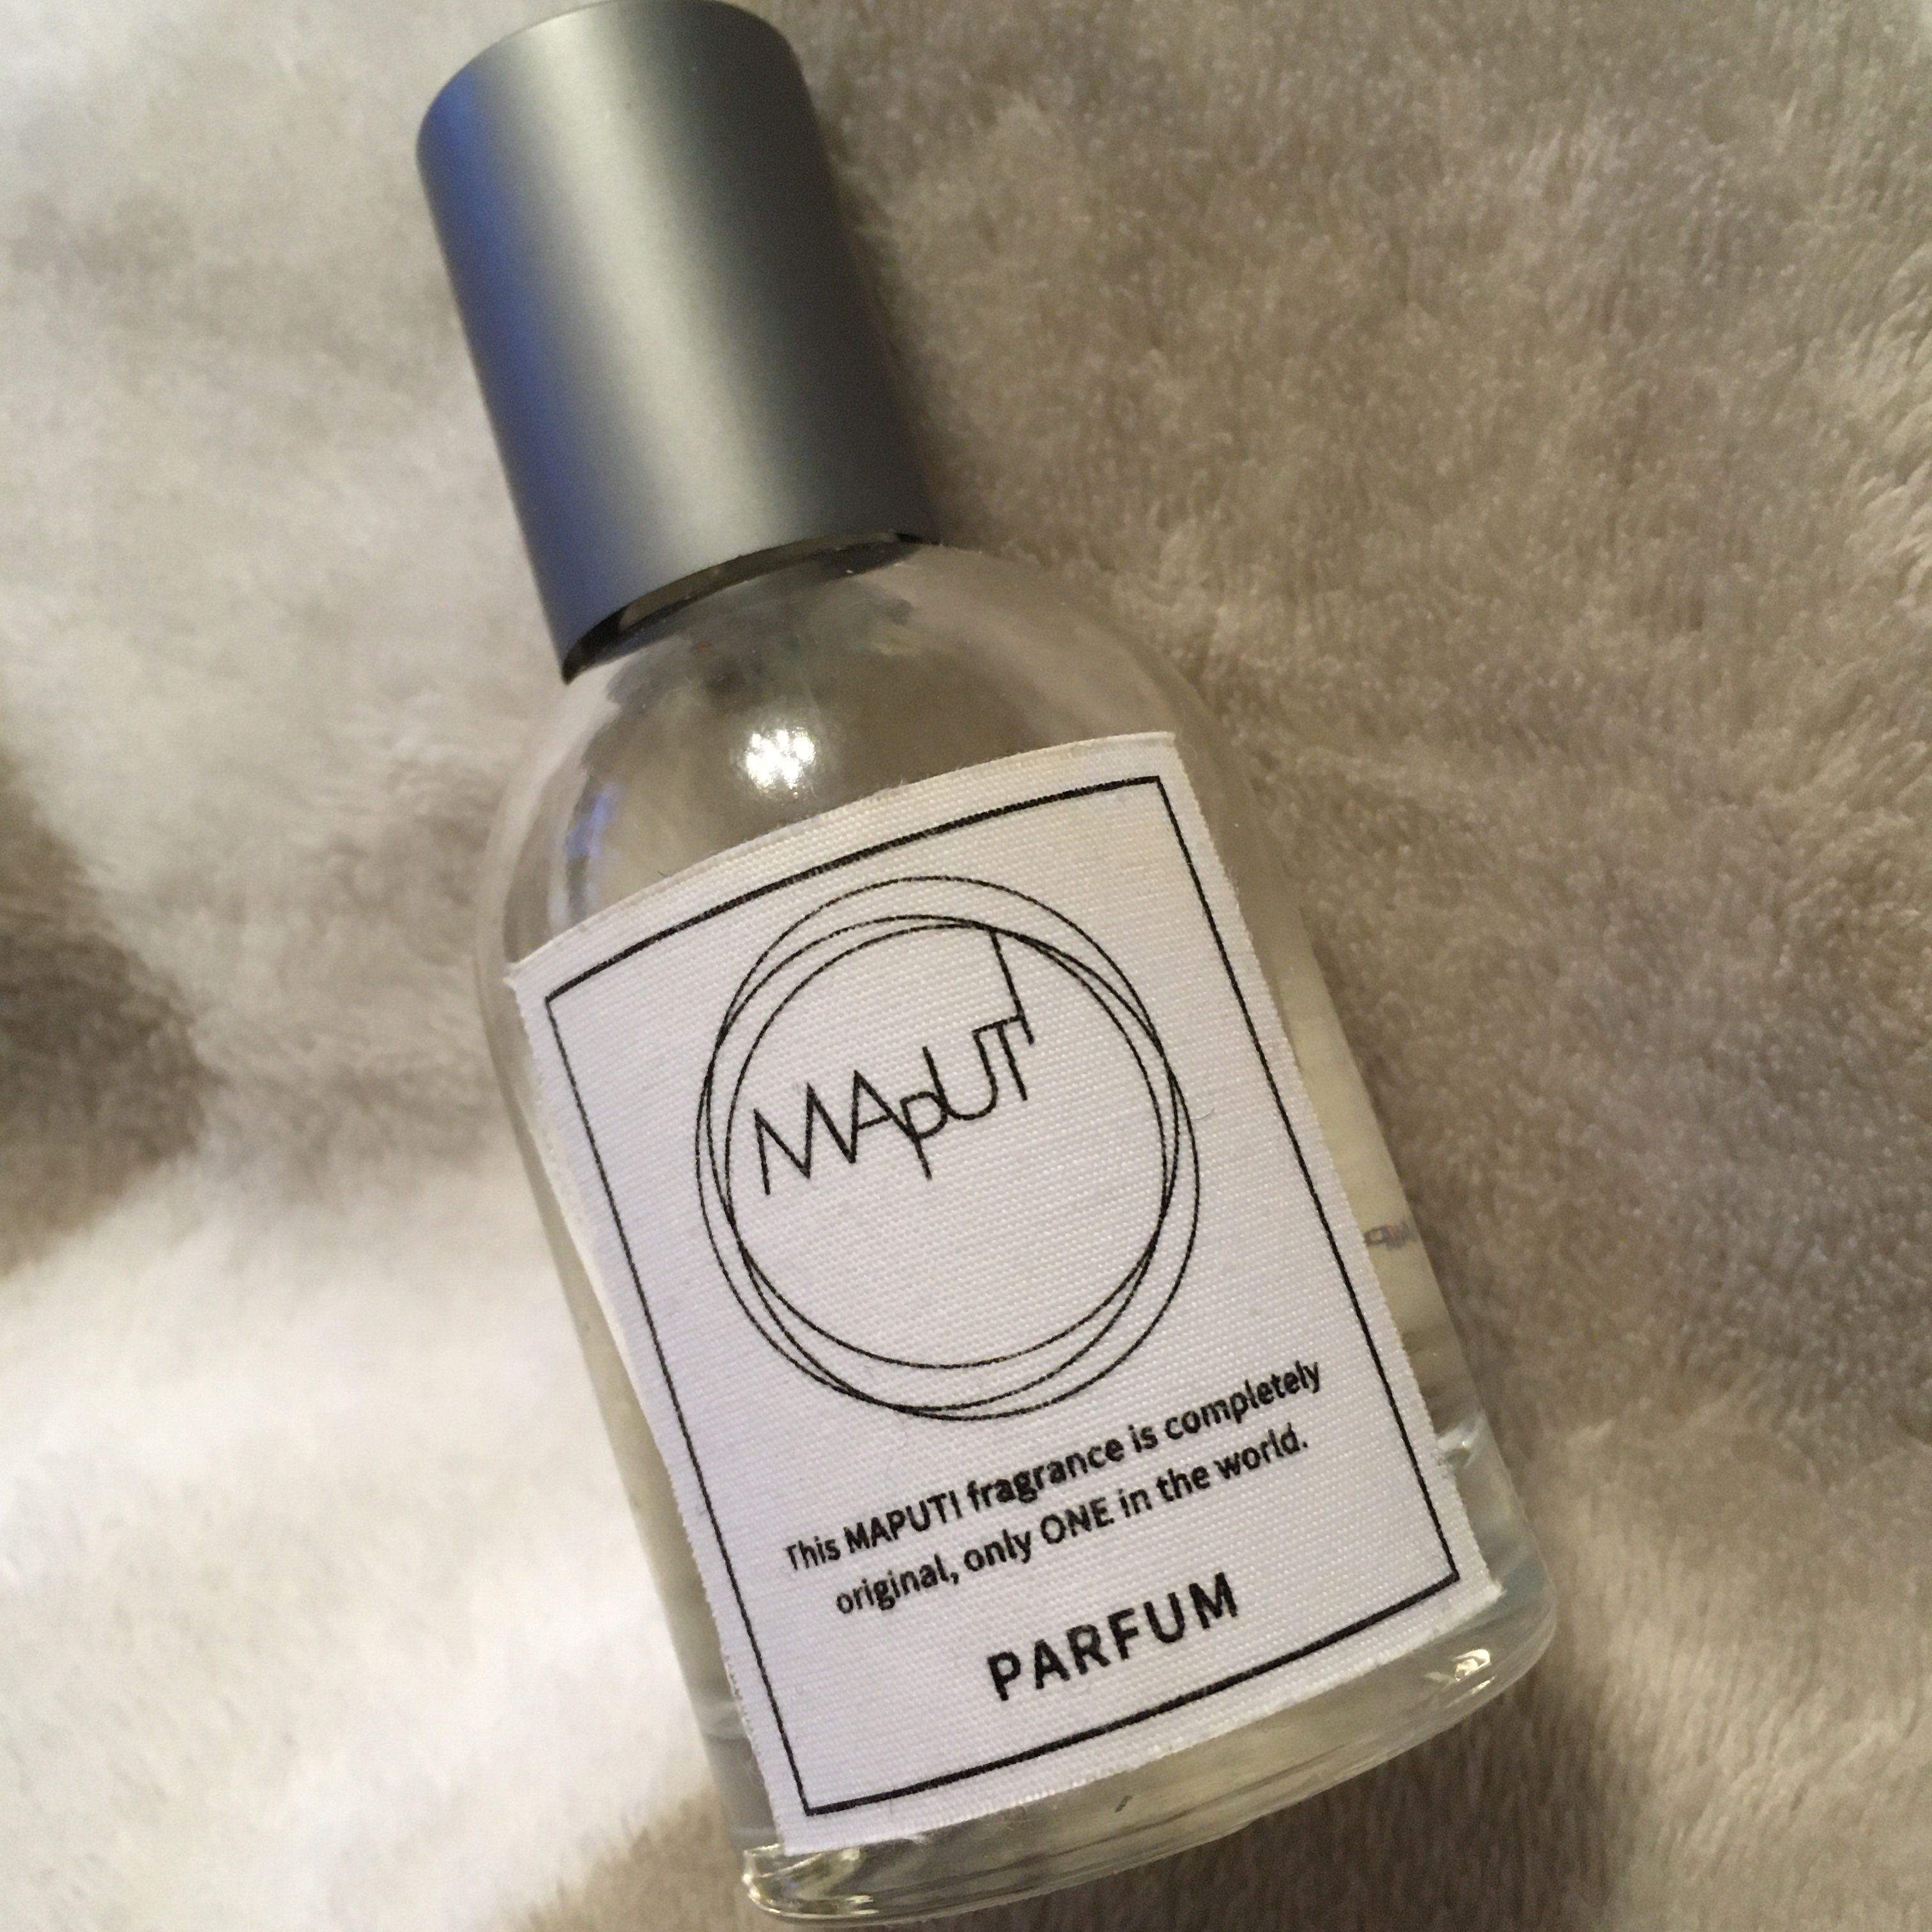 MApUTi
This MAPUTI fragrance is completely
original, only ONE in the world.
PARFUM